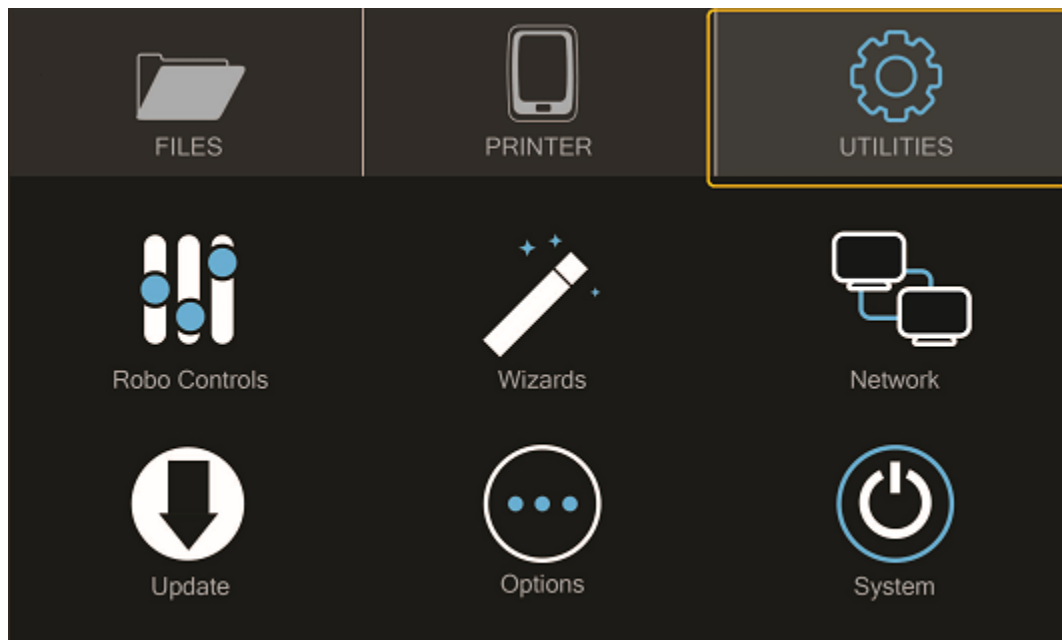 FILES
PRINTER
UTILITIES
Robo Controls
Wizards
Network
Update
Options
System